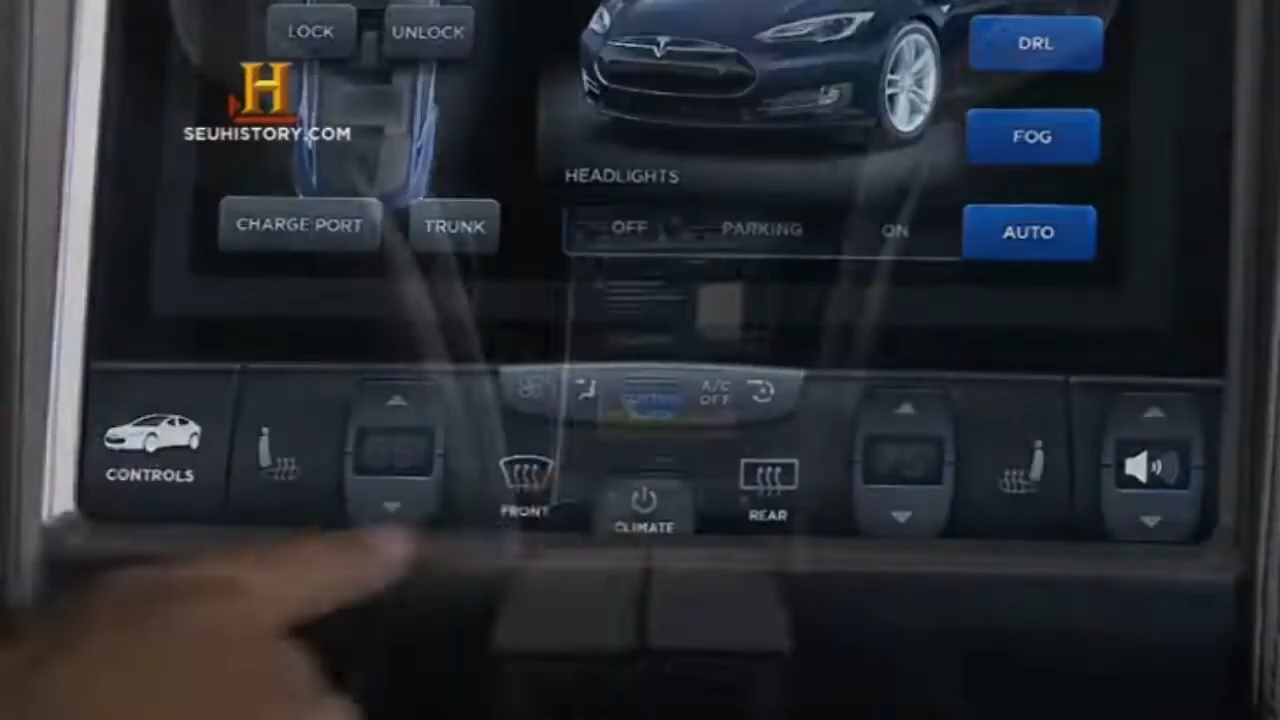 LOCK
UNLOCK
DRL
H
SEUHISTORY.COM
FOG
HEADLIGHTS
CHARGE PORT
TRUNK
OFF
PARKING
ON
AUTO
A/C
OFF
CONTROLS
FRONT
CLIMATE
REAR